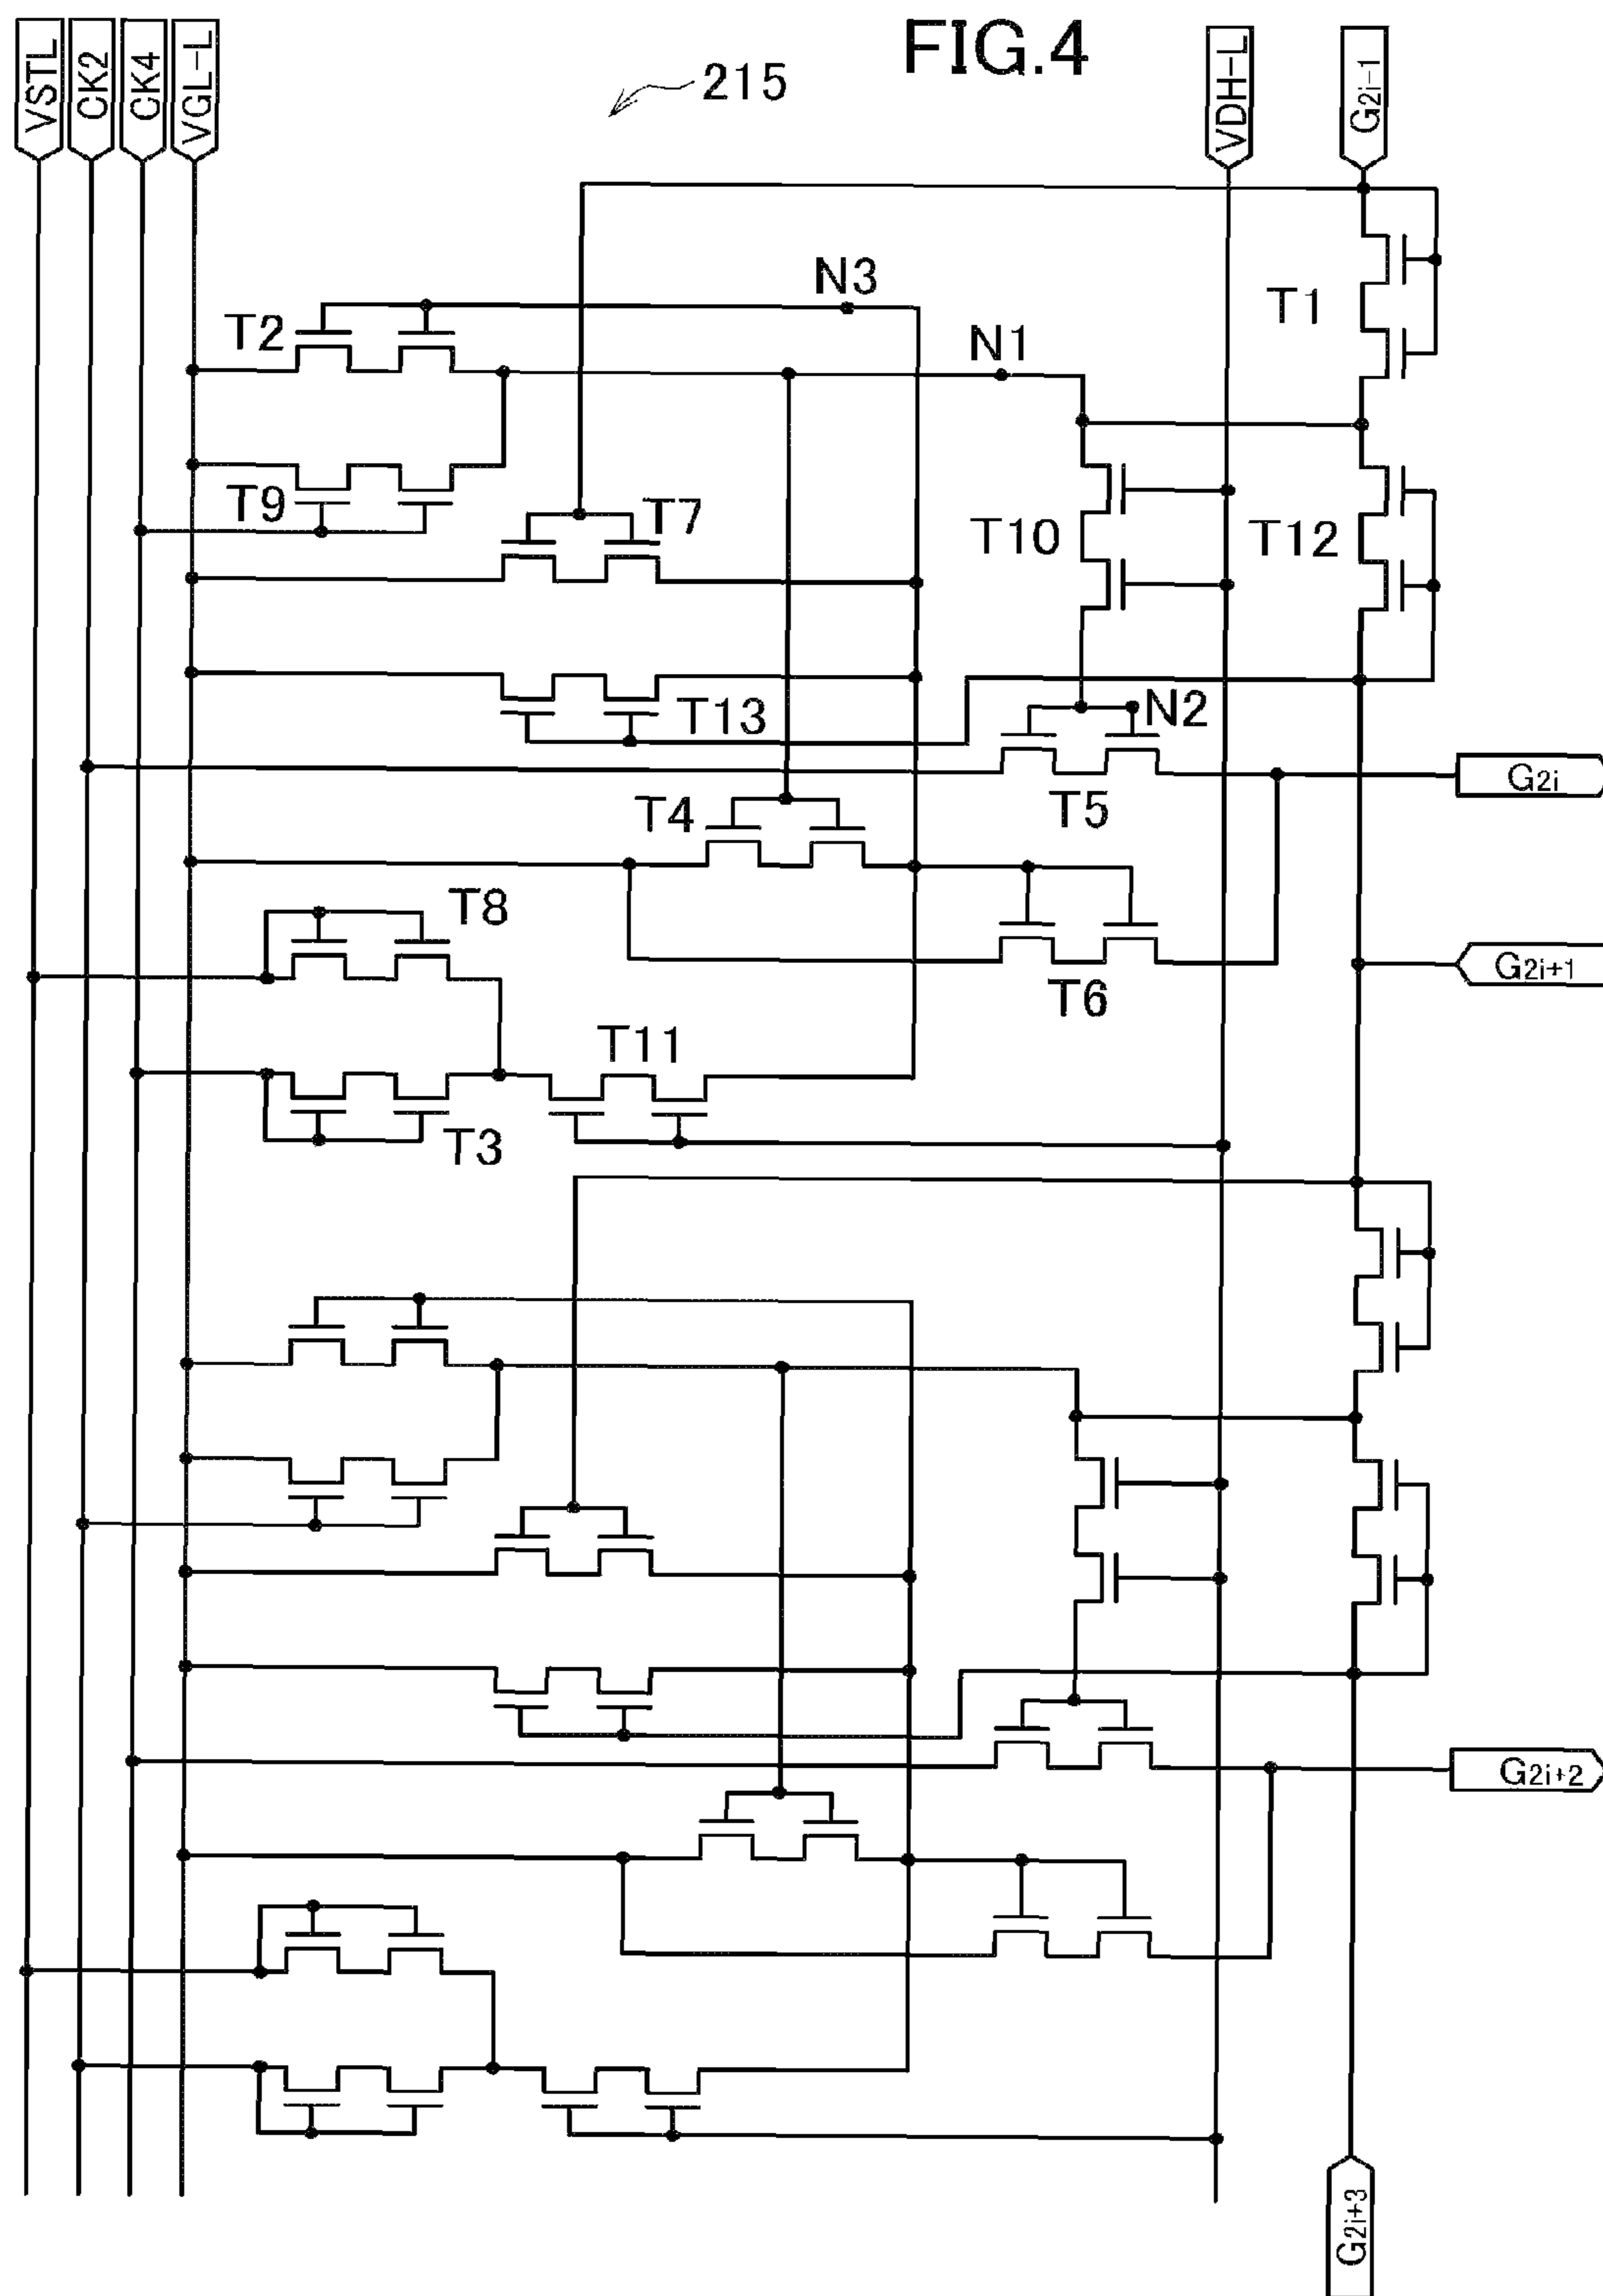 FIG.4
VSTL
CK2
CK4
VGL-L
215
VDH-L
G2i-1
N3
T2
T1
N1
T9
T7
T10
T12
T13
N2
T5
G2i
T4
T8
T6
G2i+1
T11
T3
G2i+2
G2i+3